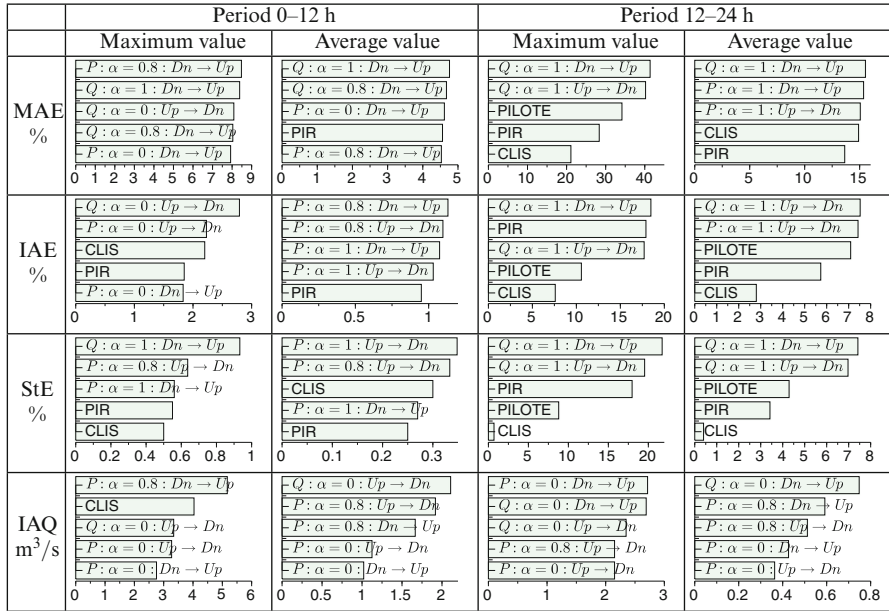 Period 0–12 h Period 12–24 h
Maximum value Average value Maximum value Average value
MAE
%
P : α = 0.8 : Dn → Up
Q : α = 1 : Dn → Up
Q : α = 0 : Up → Dn
Q : α = 0.8 : Dn → Up
P : α = 0 : Dn → Up
0 1 2 3 4 5 6 7 8 9
Q : α = 1 : Dn → Up
Q : α = 0.8 : Dn → Up
P : α = 0 : Dn → Up
PIR
P : α = 0.8 : Dn → Up
0 1 2 3 4 5
Q : α = 1 : Dn → Up
Q : α = 1 : Up → Dn
PILOTE
PIR
CLIS
0 10 20 30 40
Q : α = 1 : Dn → Up
P : α = 1 : Dn → Up
P : α = 1 : Up → Dn
CLIS
PIR
0 5 10 15
IAE
%
Q : α = 0 : Up → Dn
P : α = 0 : Up → Dn
CLIS
PIR
P : α = 0 : Dn → Up
0 1 2 3
P : α = 0.8 : Dn → Up
P : α = 0.8 : Up → Dn
P : α = 1 : Dn → Up
P : α = 1 : Up → Dn
PIR
0 0.5 1
Q : α = 1 : Dn → Up
PIR
Q : α = 1 : Up → Dn
PILOTE
CLIS
0 5 10 15 20
Q : α = 1 : Up → Dn
P : α = 1 : Up → Dn
PILOTE
PIR
CLIS
0 1 2 3 4 5 6 7 8
StE
%
Q : α = 1 : Dn → Up
P : α = 0.8 : Up → Dn
P : α = 1 : Dn → Up
PIR
CLIS
0 0.2 0.4 0.6 0.8 1
P : α = 1 : Up → Dn
P : α = 0.8 : Up → Dn
CLIS
P : α = 1 : Dn → Up
PIR
0 0.1 0.2 0.3
Q : α = 1 : Dn → Up
Q : α = 1 : Up → Dn
PIR
PILOTE
CLIS
0 5 10 15 20
Q : α = 1 : Dn → Up
Q : α = 1 : Up → Dn
PILOTE
PIR
CLIS
0 1 2 3 4 5 6 7 8
IAQ
m³/s
P : α = 0.8 : Dn → Up
CLIS
Q : α = 0 : Up → Dn
P : α = 0 : Up → Dn
P : α = 0 : Dn → Up
0 1 2 3 4 5 6
Q : α = 0 : Up → Dn
P : α = 0.8 : Up → Dn
P : α = 0.8 : Dn → Up
P : α = 0 : Up → Dn
P : α = 0 : Dn → Up
0 0.5 1 1.5 2
P : α = 0 : Dn → Up
Q : α = 0 : Dn → Up
Q : α = 0 : Up → Dn
P : α = 0.8 : Up → Dn
P : α = 0 : Up → Dn
0 1 2 3
Q : α = 0 : Up → Dn
P : α = 0.8 : Dn → Up
P : α = 0.8 : Up → Dn
P : α = 0 : Dn → Up
P : α = 0 : Up → Dn
0 0.2 0.4 0.6 0.8